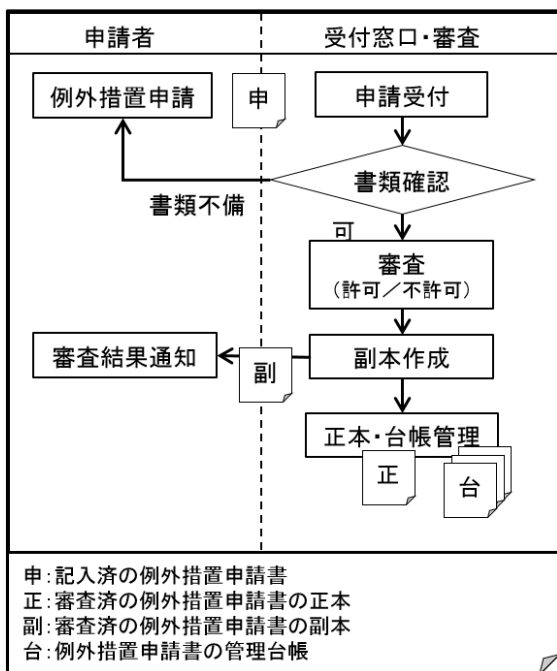 申請者
受付窓口・審査
例外措置申請
申
申請受付
書類確認
書類不備
可
審査
(許可／不許可)
審査結果通知
副
副本作成
正本・台帳管理
正
台
申:記入済の例外措置申請書
正:審査済の例外措置申請書の正本
副:審査済の例外措置申請書の副本
台:例外措置申請書の管理台帳